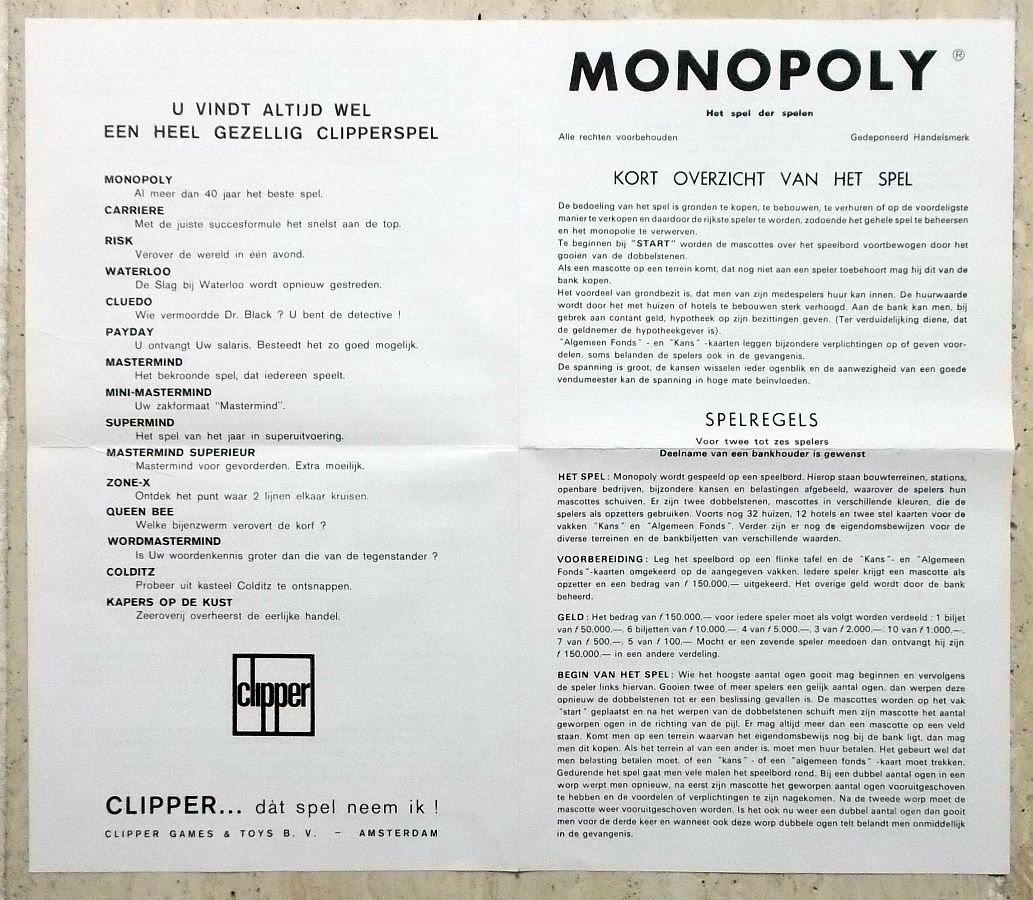 U VINDT ALTIJD WEL
EEN HEEL GEZELLIG CLIPPERSPEL
MONOPOLY
Al meer dan 40 jaar het beste spel.
CARRIERE
Met de juiste succesformule het snelst aan de top.
RISK
Verover de wereld in één avond.
WATERLOO
De Slag bij Waterloo wordt opnieuw gestreden.
CLUEDO
Wie vermoordde Dr. Black ? U bent de detective !
PAYDAY
U ontvangt Uw salaris. Besteedt het zo goed mogelijk.
MASTERMIND
Het bekroonde spel, dat iedereen speelt.
MINI-MASTERMIND
Uw zakformaat "Mastermind".
SUPERMIND
Het spel van het jaar in superuitvoering.
MASTERMIND SUPERIEUR
Mastermind voor gevorderden. Extra moeilijk.
ZONE-X
Ontdek het punt waar 2 lijnen elkaar kruisen.
QUEEN BEE
Welke bijenzwerm verovert de korf ?
WORDMASTERMIND
Is Uw woordenkennis groter dan die van de tegenstander ?
COLDITZ
Probeer uit kasteel Colditz te ontsnappen.
KAPERS OP DE KUST
Zeeroverij overheerst de eerlijke handel.
clipper
CLIPPER... dàt spel neem ik !
CLIPPER GAMES & TOYS B. V. – AMSTERDAM
MONOPOLY ®
Het spel der spelen
Alle rechten voorbehouden Gedeponeerd Handelsmerk
KORT OVERZICHT VAN HET SPEL
De bedoeling van het spel is gronden te kopen, te bebouwen, te verhuren of op de voordeligste
manier te verkopen en daardoor de rijkste speler te worden, zodoende het gehele spel te beheersen
en het monopolie te verwerven.
Te beginnen bij "START" worden de mascottes over het speelbord voortbewogen door het
gooien van de dobbelstenen.
Als een mascotte op een terrein komt, dat nog niet aan een speler toebehoort mag hij dit van de
bank kopen.
Het voordeel van grondbezit is, dat men van zijn medespelers huur kan innen. De huurwaarde
wordt door het met huizen of hotels te bebouwen sterk verhoogd. Aan de bank kan men, bij
gebrek aan contant geld, hypotheek op zijn bezittingen geven. (Ter verduidelijking diene, dat
de geldnemer de hypotheekgever is).
"Algemeen Fonds" - en "Kans" -kaarten leggen bijzondere verplichtingen op of geven voor-
delen, soms belanden de spelers ook in de gevangenis.
De spanning is groot, de kansen wisselen ieder ogenblik en de aanwezigheid van een goede
vendumeester kan de spanning in hoge mate beinvloeden.
SPELREGELS
Voor twee tot zes spelers
Deelname van een bankhouder is gewenst
HET SPEL: Monopoly wordt gespeeld op een speelbord. Hierop staan bouwterreinen, stations,
openbare bedrijven, bijzondere kansen en belastingen afgebeeld, waarover de spelers hun
mascottes schuiven. Er zijn twee dobbelstenen, mascottes in verschillende kleuren, die de
spelers als opzetters gebruiken. Voorts nog 32 huizen, 12 hotels en twee stel kaarten voor de
vakken "Kans" en "Algemeen Fonds". Verder zijn er nog de eigendomsbewijzen voor de
diverse terreinen en de bankbiljetten van verschillende waarden.
VOORBEREIDING: Leg het speelbord op een flinke tafel en de "Kans"- en "Algemeen
Fonds"-kaarten omgekeerd op de aangegeven vakken. Iedere speler krijgt een mascotte als
opzetter en een bedrag van f 150.000,— uitgekeerd. Het overige geld wordt door de bank
beheerd.
GELD: Het bedrag van f 150.000,— voor iedere speler moet als volgt worden verdeeld : 1 biljet
van f 50.000.—, 6 biljetten van f 10.000,—, 4 van f 5.000,—, 3 van f 2.000,—, 10 van f 1.000,—,
7 van f 500,—, 5 van f 100,— Mocht er een zevende speler meedoen dan ontvangt hij zijn
f 150.000.— in een andere verdeling.
BEGIN VAN HET SPEL: Wie het hoogste aantal ogen gooit mag beginnen en vervolgens
de speler links hiervan. Gooien twee of meer spelers een gelijk aantal ogen, dan werpen deze
opnieuw de dobbelstenen tot er een beslissing gevallen is. De mascottes worden op het vak
"start" geplaatst en na het werpen van de dobbelstenen schuift men zijn mascotte het aantal
geworpen ogen in de richting van de pijl. Er mag altijd meer dan een mascotte op een veld
staan. Komt men op een terrein waarvan het eigendomsbewijs nog bij de bank ligt, dan mag
men dit kopen. Als het terrein al van een ander is, moet men huur betalen. Het gebeurt wel dat
men belasting betalen moet, of een "kans" - of een "algemeen fonds" -kaart moet trekken.
Gedurende het spel gaat men vele malen het speelbord rond. Bij een dubbel aantal ogen in een
worp werpt men opnieuw, na eerst zijn mascotte het geworpen aantal ogen vooruitgeschoven
te hebben en de voordelen of verplichtingen te zijn nagekomen. Na de tweede worp moet de
mascotte weer vooruitgeschoven worden. Is het ook nu weer een dubbel aantal ogen dan gooit
men voor de derde keer en wanneer ook deze worp dubbele ogen telt belandt men onmiddellijk
in de gevangenis.